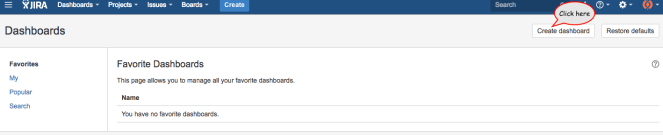 JIRA Dashboards Projects Issues Boards Create Search
Click here
Dashboards
Create dashboard Restore defaults
Favorites
My
Popular
Search
Favorite Dashboards
This page allows you to manage all your favorite dashboards.
Name
You have no favorite dashboards.